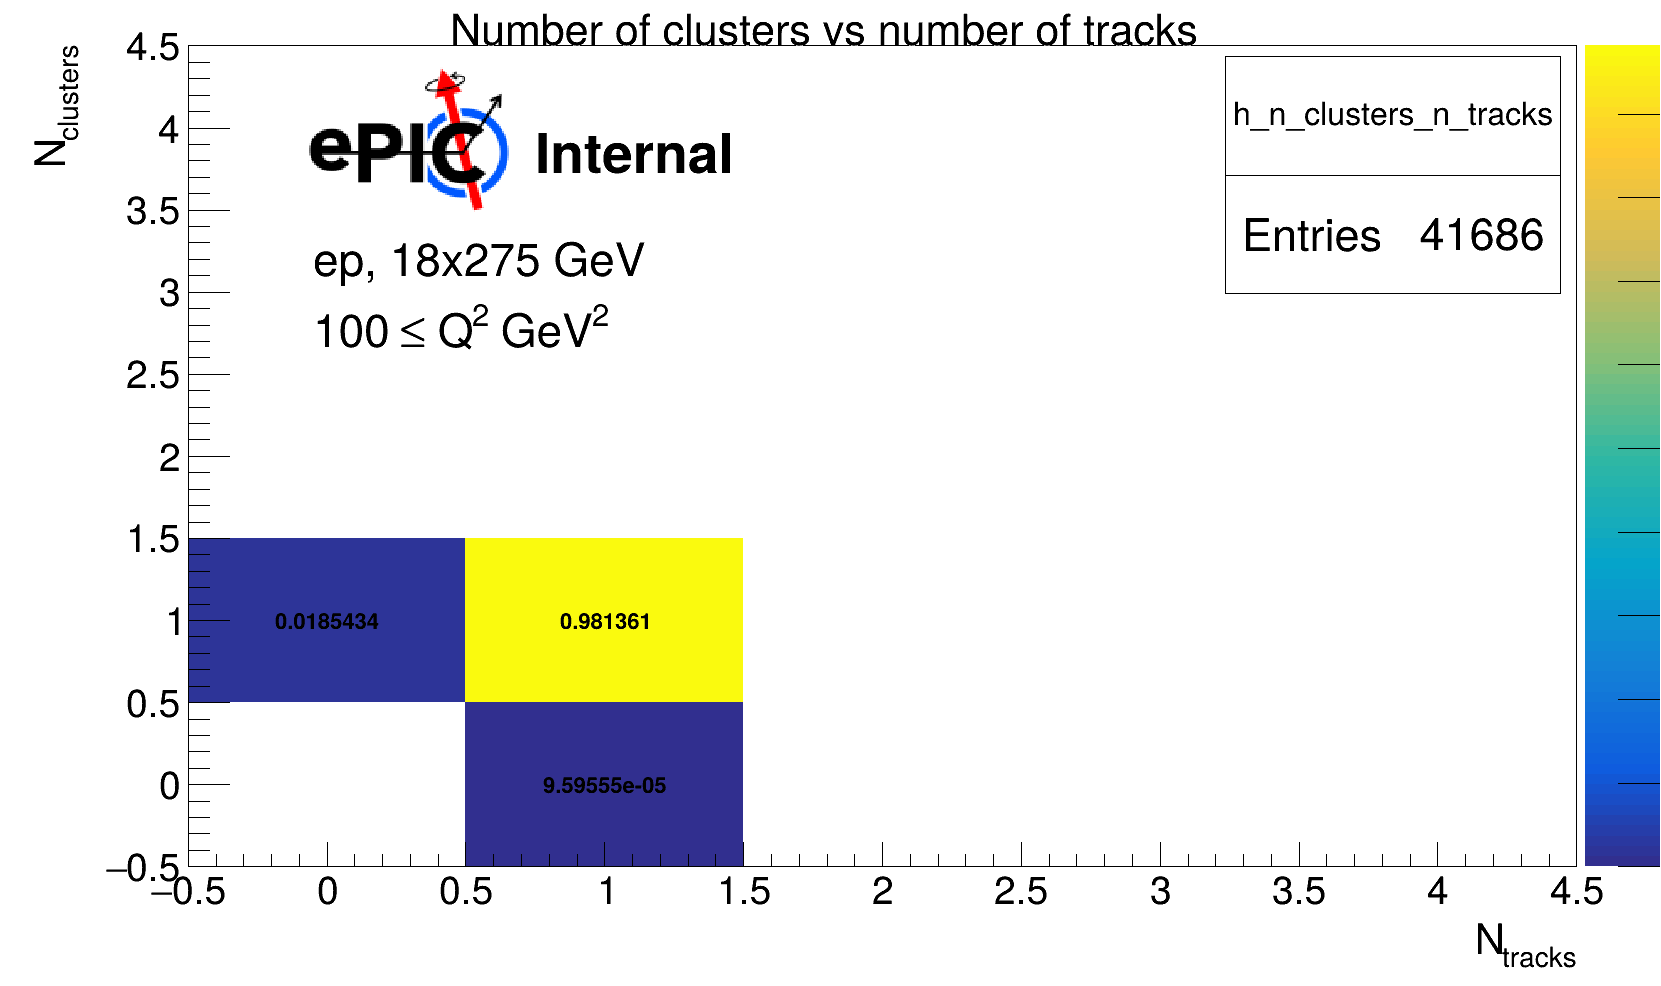 Number of clusters vs number of tracks
N_clusters
4.5
4
3.5
3
2.5
2
1.5
1
0.5
0
−0.5
ePIC Internal
ep, 18x275 GeV
100 ≤ Q² GeV²
h_n_clusters_n_tracks
Entries 41686
0.0185434
0.981361
9.59555e-05
−0.5 0 0.5 1 1.5 2 2.5 3 3.5 4 4.5
N_tracks